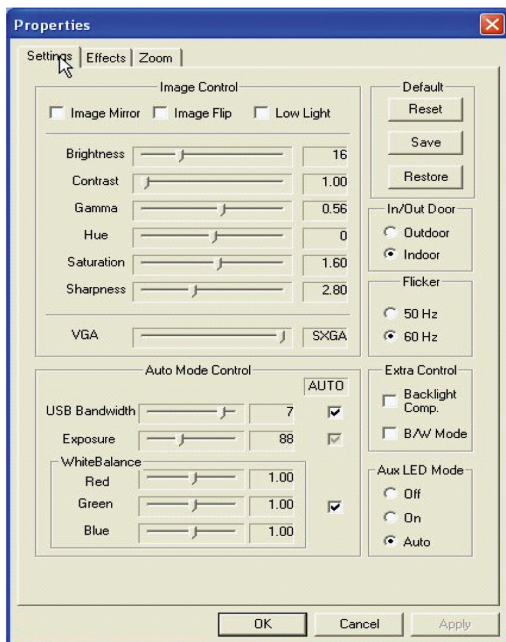 Properties
Settings Effects Zoom
Image Control
Image Mirror Image Flip Low Light
Brightness 16
Contrast 1.00
Gamma 0.56
Hue 0
Saturation 1.60
Sharpness 2.80
VGA SXGA
Auto Mode Control
AUTO
USB Bandwidth 7
Exposure 88
WhiteBalance
Red 1.00
Green 1.00
Blue 1.00
Default
Reset
Save
Restore
In/Out Door
Outdoor
Indoor
Flicker
50 Hz
60 Hz
Extra Control
Backlight
Comp.
B/W Mode
Aux LED Mode
Off
On
Auto
OK Cancel Apply